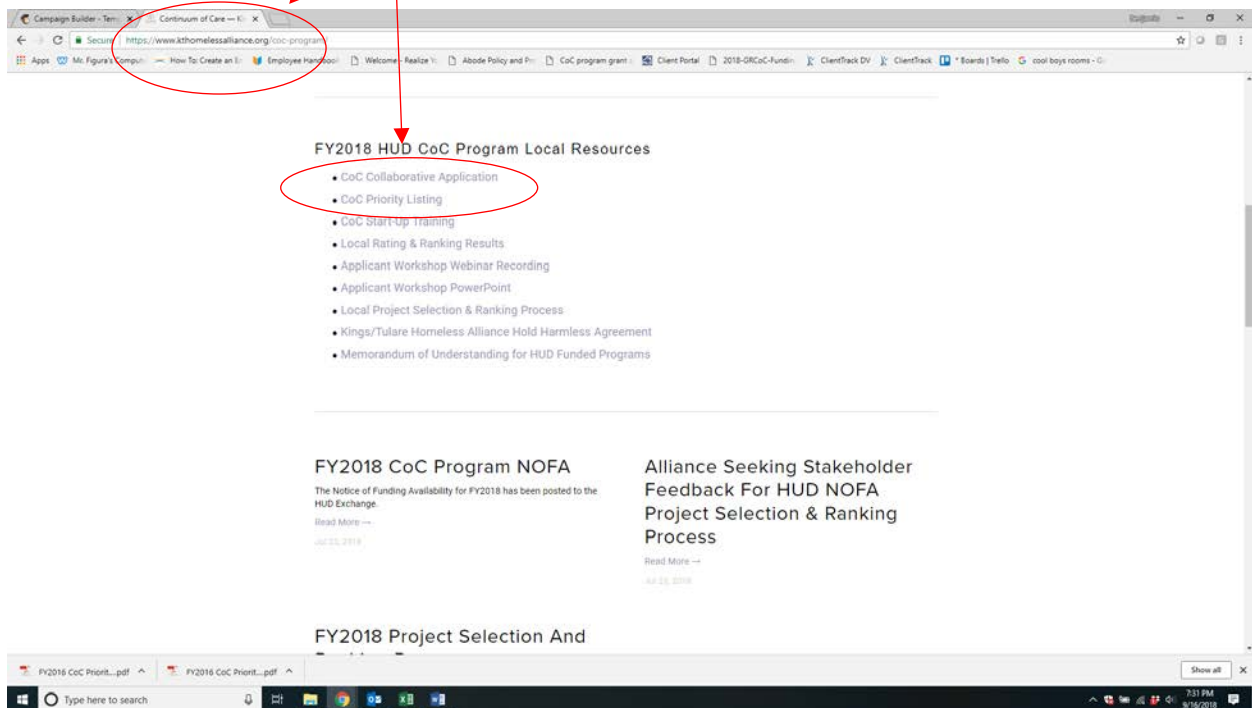 Campaign Builder - Tem
Continuum of Care — K
Secure https://www.kthomelessalliance.org/coc-program/
Apps Mr. Figura's Comput How To: Create an E Employee Handbook Welcome - Realize Y Abode Policy and Pr CoC program grant Client Portal 2018-GRCoC-Fundin ClientTrack DV ClientTrack * Boards | Trello cool boys rooms - G
FY2018 HUD CoC Program Local Resources
• CoC Collaborative Application
• CoC Priority Listing
• CoC Start-Up Training
• Local Rating & Ranking Results
• Applicant Workshop Webinar Recording
• Applicant Workshop PowerPoint
• Local Project Selection & Ranking Process
• Kings/Tulare Homeless Alliance Hold Harmless Agreement
• Memorandum of Understanding for HUD Funded Programs
FY2018 CoC Program NOFA
The Notice of Funding Availability for FY2018 has been posted to the
HUD Exchange.
Read More →
Alliance Seeking Stakeholder
Feedback For HUD NOFA
Project Selection & Ranking
Process
Read More →
FY2018 Project Selection And
FY2016 CoC Priorit....pdf
FY2016 CoC Priorit....pdf
Show all
Type here to search
7:31 PM
9/16/2018